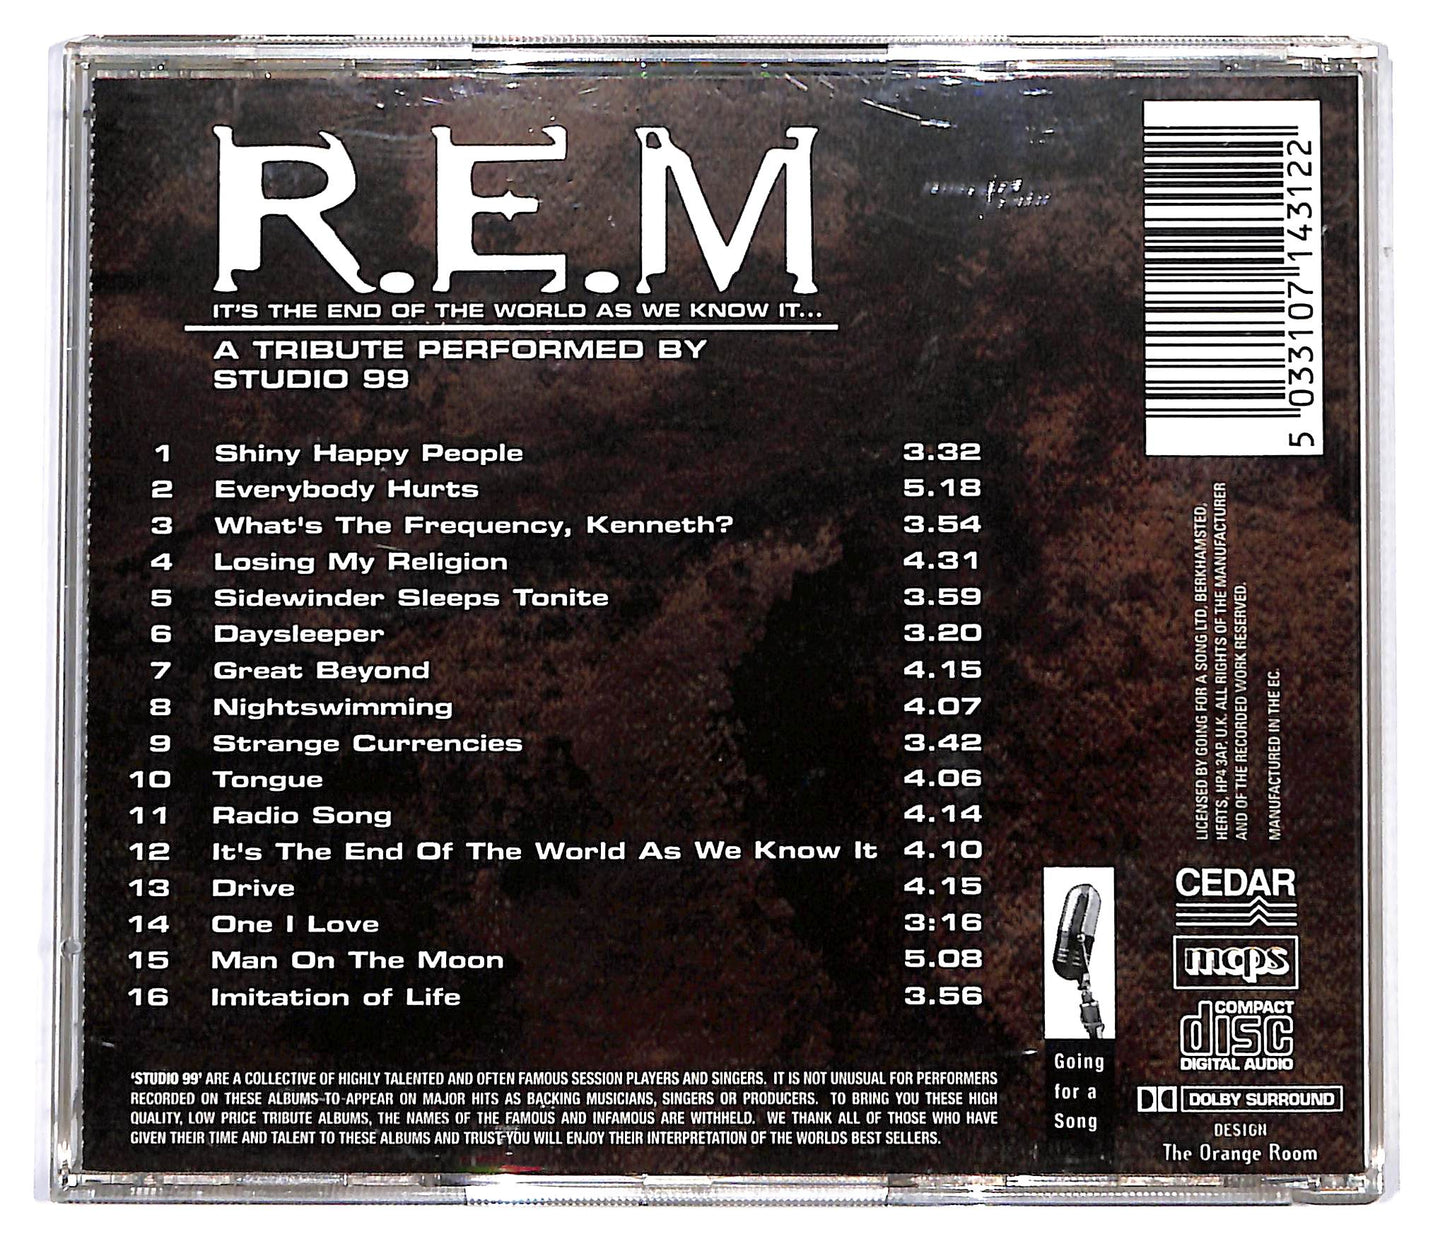 R.E.M
IT'S THE END OF THE WORLD AS WE KNOW IT...
A TRIBUTE PERFORMED BY
STUDIO 99
1 Shiny Happy People 3.32
2 Everybody Hurts 5.18
3 What's The Frequency, Kenneth? 3.54
4 Losing My Religion 4.31
5 Sidewinder Sleeps Tonite 3.59
6 Daysleeper 3.20
7 Great Beyond 4.15
8 Nightswimming 4.07
9 Strange Currencies 3.42
10 Tongue 4.06
11 Radio Song 4.14
12 It's The End Of The World As We Know It 4.10
13 Drive 4.15
14 One I Love 3:16
15 Man On The Moon 5.08
16 Imitation of Life 3.56
'STUDIO 99' ARE A COLLECTIVE OF HIGHLY TALENTED AND OFTEN FAMOUS SESSION PLAYERS AND SINGERS. IT IS NOT UNUSUAL FOR PERFORMERS
RECORDED ON THESE ALBUMS TO APPEAR ON MAJOR HITS AS BACKING MUSICIANS, SINGERS OR PRODUCERS. TO BRING YOU THESE HIGH
QUALITY, LOW PRICE TRIBUTE ALBUMS, THE NAMES OF THE FAMOUS AND INFAMOUS ARE WITHHELD. WE THANK ALL OF THOSE WHO HAVE
GIVEN THEIR TIME AND TALENT TO THESE ALBUMS AND TRUST YOU WILL ENJOY THEIR INTERPRETATION OF THE WORLDS BEST SELLERS.
5 033107 143122
LICENSED BY GOING FOR A SONG LTD, BERKHAMSTED,
HERTS, HP4 3AP, U.K. ALL RIGHTS OF THE MANUFACTURER
AND OF THE RECORDED WORK RESERVED.
MANUFACTURED IN THE EC.
Going
for a
Song
CEDAR
mcps
COMPACT
disc
DIGITAL AUDIO
DOLBY SURROUND
DESIGN
The Orange Room